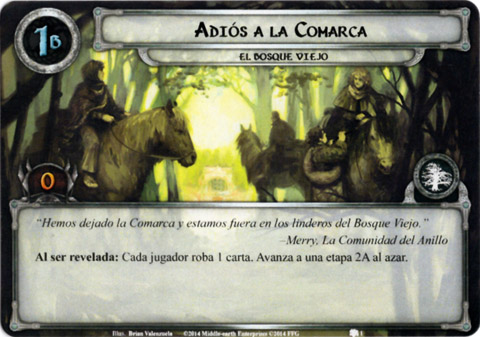 1B
ADIÓS A LA COMARCA
EL BOSQUE VIEJO
0
“Hemos dejado la Comarca y estamos fuera en los linderos del Bosque Viejo.”
–Merry, La Comunidad del Anillo
Al ser revelada: Cada jugador roba 1 carta. Avanza a una etapa 2A al azar.
Ilus. Brian Valenzuela ©2014 Middle-earth Enterprises ©2014 FFG 1